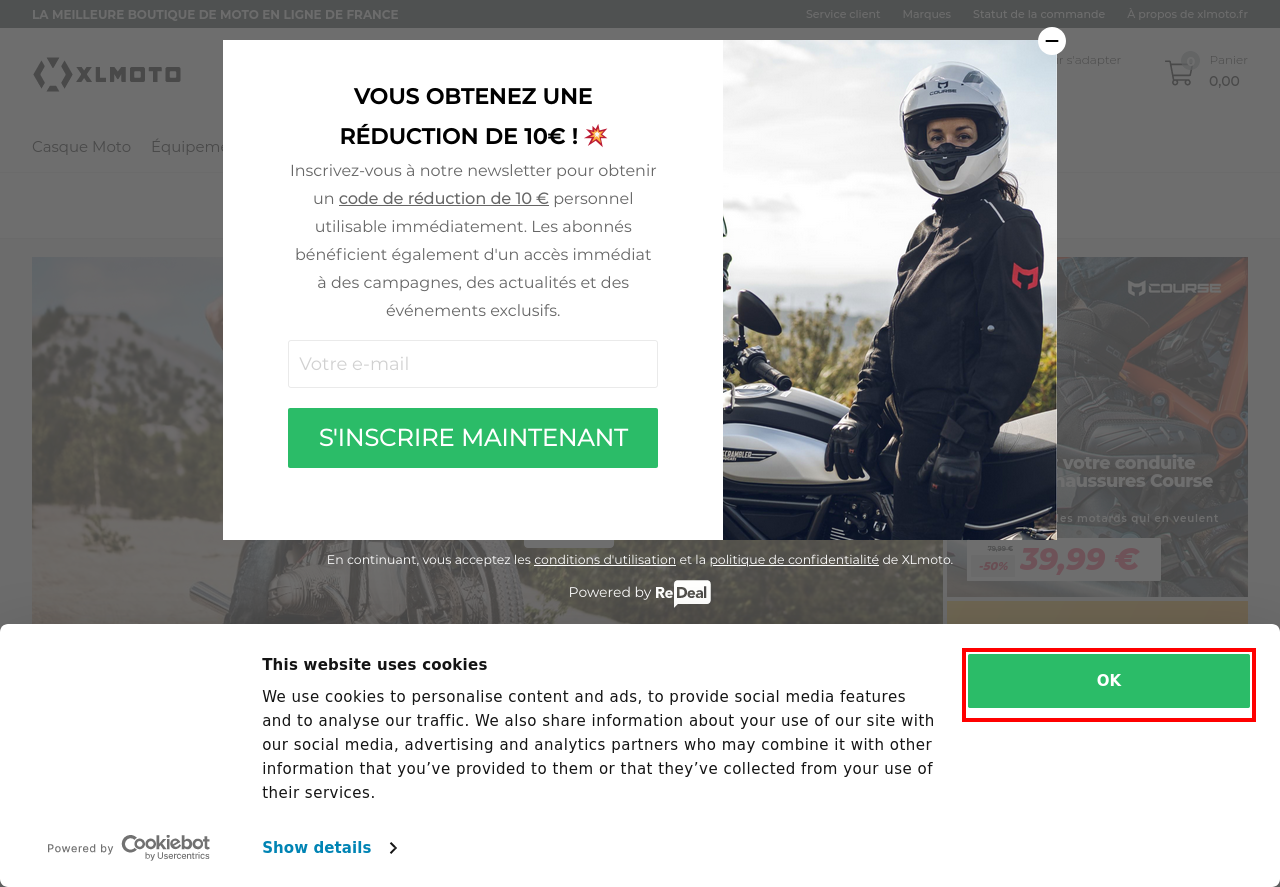 LA MEILLEURE BOUTIQUE DE MOTO EN LIGNE DE FRANCE
Service client
Marques
Statut de la commande
À propos de xlmoto.fr
XLMOTO
r s'adapter
0
Panier
0,00
Casque Moto
Équipeme
VOUS OBTENEZ UNE
RÉDUCTION DE 10€ ! 💥
Inscrivez-vous à notre newsletter pour obtenir
un code de réduction de 10 € personnel
utilisable immédiatement. Les abonnés
bénéficient également d'un accès immédiat
à des campagnes, des actualités et des
événements exclusifs.
Votre e-mail
S'INSCRIRE MAINTENANT
COURSE
SCRAMBLER
COURSE
votre conduite
aussures Course
es motards qui en veulent
79,99 €
-50%
39,99 €
En continuant, vous acceptez les conditions d'utilisation et la politique de confidentialité de XLmoto.
Powered by ReDeal
This website uses cookies
We use cookies to personalise content and ads, to provide social media features
and to analyse our traffic. We also share information about your use of our site with
our social media, advertising and analytics partners who may combine it with other
information that you’ve provided to them or that they’ve collected from your use of
their services.
OK
Powered by Cookiebot
by Usercentrics
Show details